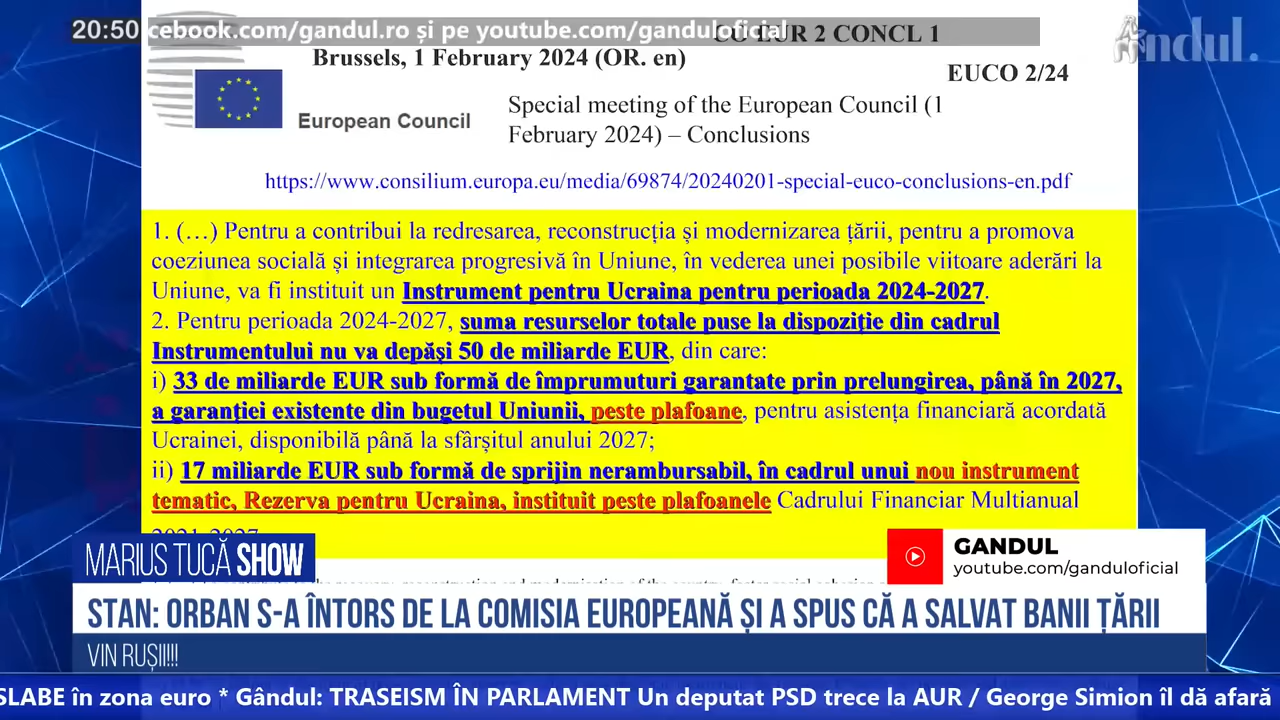 20:50 cebook.com/gandul.ro și pe youtube.com/ganduloficial
CO EUR 2 CONCL 1
Brussels, 1 February 2024 (OR. en)
EUCO 2/24
gândul.
European Council
Special meeting of the European Council (1
February 2024) – Conclusions
https://www.consilium.europa.eu/media/69874/20240201-special-euco-conclusions-en.pdf
1. (…) Pentru a contribui la redresarea, reconstrucția și modernizarea țării, pentru a promova
coeziunea socială și integrarea progresivă în Uniune, în vederea unei posibile viitoare aderări la
Uniune, va fi instituit un Instrument pentru Ucraina pentru perioada 2024-2027.
2. Pentru perioada 2024-2027, suma resurselor totale puse la dispoziție din cadrul
Instrumentului nu va depăși 50 de miliarde EUR, din care:
i) 33 de miliarde EUR sub formă de împrumuturi garantate prin prelungirea, până în 2027,
a garanției existente din bugetul Uniunii, peste plafoane, pentru asistența financiară acordată
Ucrainei, disponibilă până la sfârșitul anului 2027;
ii) 17 miliarde EUR sub formă de sprijin nerambursabil, în cadrul unui nou instrument
tematic, Rezerva pentru Ucraina, instituit peste plafoanele Cadrului Financiar Multianual
MARIUS TUCĂ SHOW
GANDUL
youtube.com/ganduloficial
STAN: ORBAN S-A ÎNTORS DE LA COMISIA EUROPEANĂ ȘI A SPUS CĂ A SALVAT BANII ȚĂRII
VIN RUȘII!!!
SLABE în zona euro * Gândul: TRASEISM ÎN PARLAMENT Un deputat PSD trece la AUR / George Simion îl dă afară